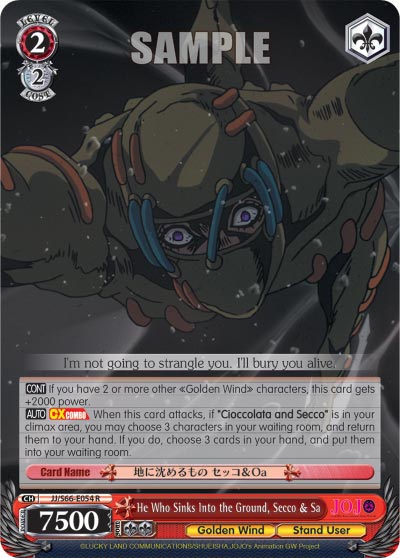 LEVEL
2
2
COST
SAMPLE
I'm not going to strangle you. I'll bury you alive.
CONT If you have 2 or more other «Golden Wind» characters, this card gets
+2000 power.
AUTO CX COMBO When this card attacks, if "Cioccolata and Secco" is in your
climax area, you may choose 3 characters in your waiting room, and return
them to your hand. If you do, choose 3 cards in your hand, and put them
into your waiting room.
Card Name 地に沈めるもの セッコ&Oa
CH JJ/S66-E054 R
He Who Sinks Into the Ground, Secco & Sa
JOJO
POWER 7500 SOUL
Golden Wind Stand User
©LUCKY LAND COMMUNICATIONS/SHUEISHA,JOJO's Animation GW Project